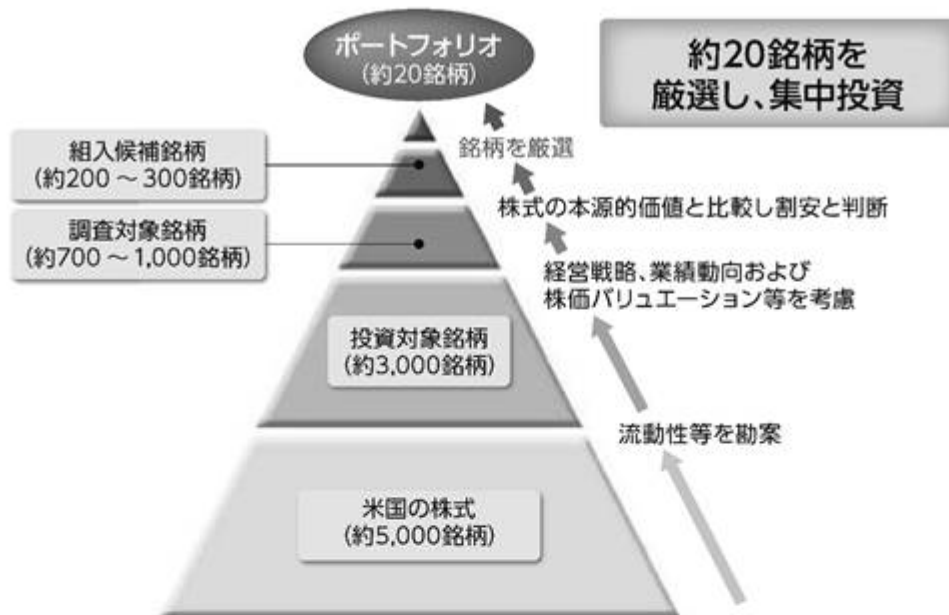 ポートフォリオ
(約20銘柄)
約20銘柄を
厳選し、集中投資
銘柄を厳選
組入候補銘柄
(約200 ~ 300銘柄)
株式の本源的価値と比較し割安と判断
調査対象銘柄
(約700 ~ 1,000銘柄)
経営戦略、業績動向および
株価バリュエーション等を考慮
投資対象銘柄
(約3,000銘柄)
流動性等を勘案
米国の株式
(約5,000銘柄)